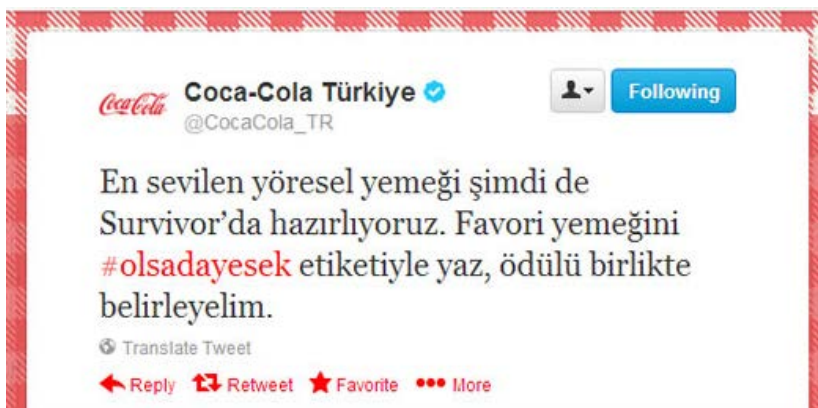 Coca-Cola
Coca-Cola Türkiye
@CocaCola_TR
Following
En sevilen yöresel yemeği şimdi de
Survivor'da hazırlıyoruz. Favori yemeğini
#olsadayesek etiketiyle yaz, ödülü birlikte
belirleyelim.
Translate Tweet
Reply Retweet Favorite More